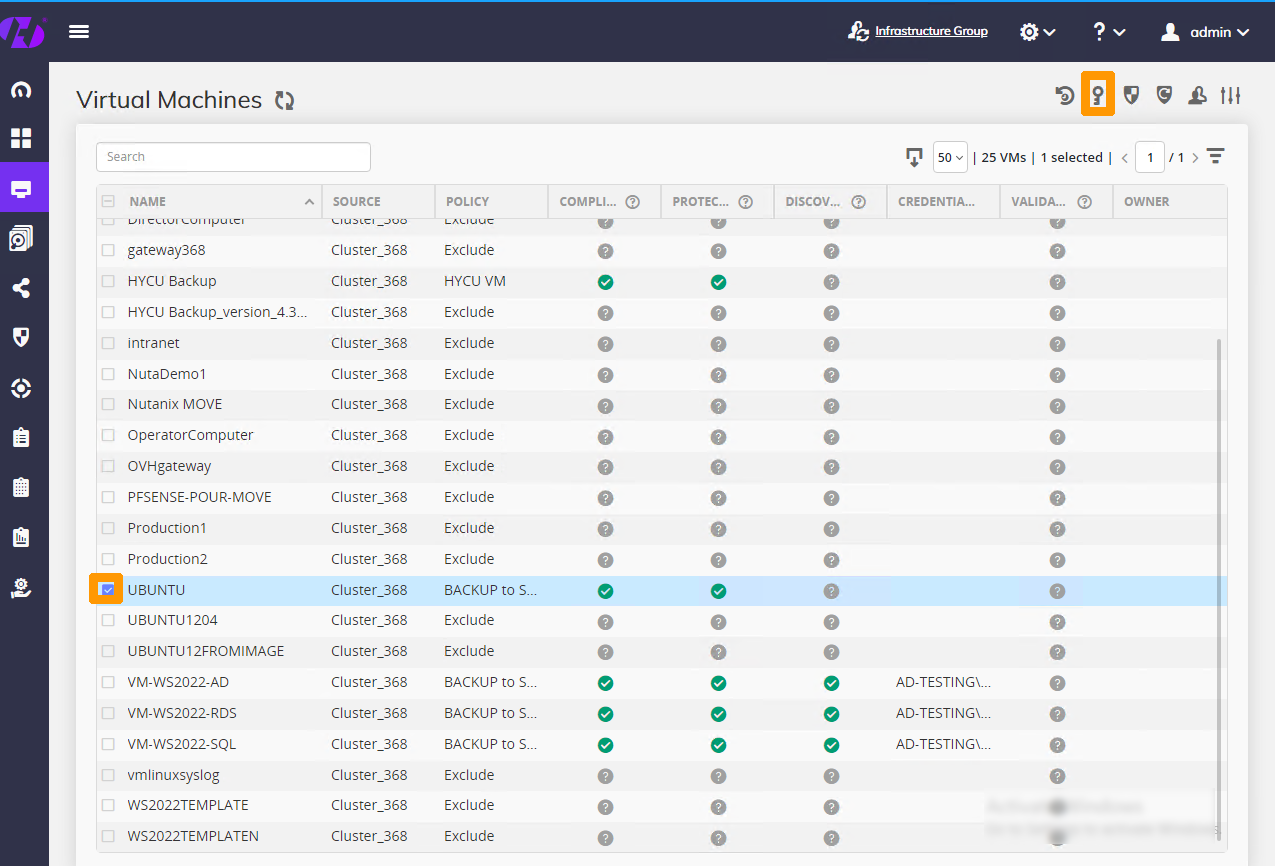 Infrastructure Group
admin
Virtual Machines
Search
50 | 25 VMs | 1 selected | < 1 / 1 >
NAME SOURCE POLICY COMPLI... PROTEC... DISCOV... CREDENTIA... VALIDA... OWNER
DirectorComputer Cluster_368 Exclude
gateway368 Cluster_368 Exclude
HYCU Backup Cluster_368 HYCU VM
HYCU Backup_version_4.3... Cluster_368 Exclude
intranet Cluster_368 Exclude
NutaDemo1 Cluster_368 Exclude
Nutanix MOVE Cluster_368 Exclude
OperatorComputer Cluster_368 Exclude
OVHgateway Cluster_368 Exclude
PFSENSE-POUR-MOVE Cluster_368 Exclude
Production1 Cluster_368 Exclude
Production2 Cluster_368 Exclude
UBUNTU Cluster_368 BACKUP to S...
UBUNTU1204 Cluster_368 Exclude
UBUNTU12FROMIMAGE Cluster_368 Exclude
VM-WS2022-AD Cluster_368 BACKUP to S... AD-TESTING\...
VM-WS2022-RDS Cluster_368 BACKUP to S... AD-TESTING\...
VM-WS2022-SQL Cluster_368 BACKUP to S... AD-TESTING\...
vmlinuxsyslog Cluster_368 Exclude
WS2022TEMPLATE Cluster_368 Exclude
WS2022TEMPLATEN Cluster_368 Exclude